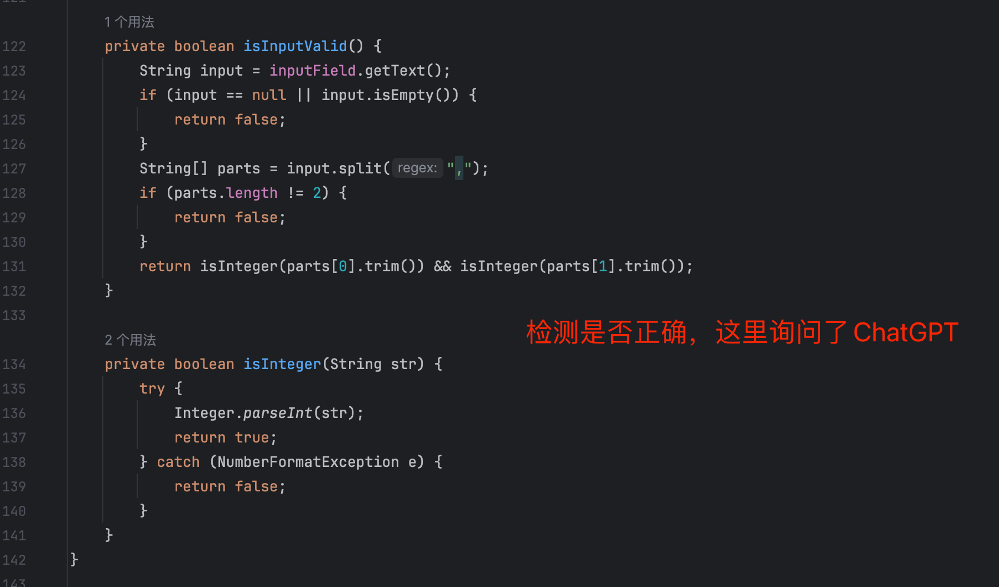 1 个用法
122 private boolean isInputValid() {
123 String input = inputField.getText();
124 if (input == null || input.isEmpty()) {
125 return false;
126 }
127 String[] parts = input.split( regex: ",");
128 if (parts.length != 2) {
129 return false;
130 }
131 return isInteger(parts[0].trim()) && isInteger(parts[1].trim());
132 }
133
检测是否正确，这里询问了ChatGPT
2 个用法
134 private boolean isInteger(String str) {
135 try {
136 Integer.parseInt(str);
137 return true;
138 } catch (NumberFormatException e) {
139 return false;
140 }
141 }
142 }
143